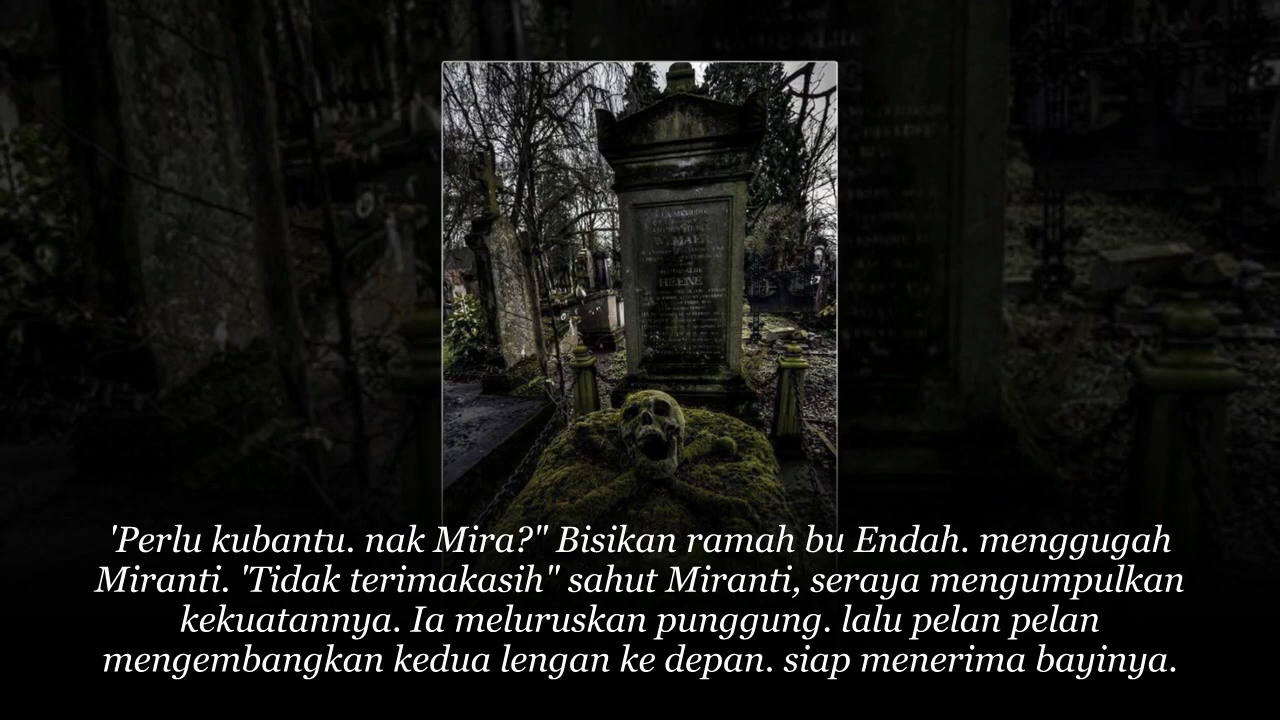 HELENE
'Perlu kubantu. nak Mira?" Bisikan ramah bu Endah. menggugah
Miranti. 'Tidak terimakasih" sahut Miranti, seraya mengumpulkan
kekuatannya. Ia meluruskan punggung. lalu pelan pelan
mengembangkan kedua lengan ke depan. siap menerima bayinya.